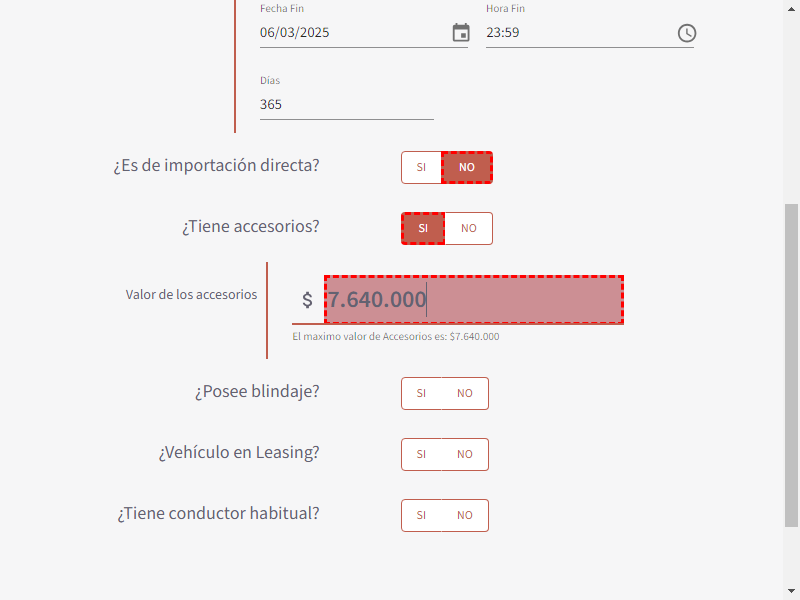 Fecha Fin
Hora Fin
06/03/2025
23:59
Días
365
¿Es de importación directa?
SI
NO
¿Tiene accesorios?
SI
NO
Valor de los accesorios
$ 7.640.000
El maximo valor de Accesorios es: $7.640.000
¿Posee blindaje?
SI
NO
¿Vehículo en Leasing?
SI
NO
¿Tiene conductor habitual?
SI
NO